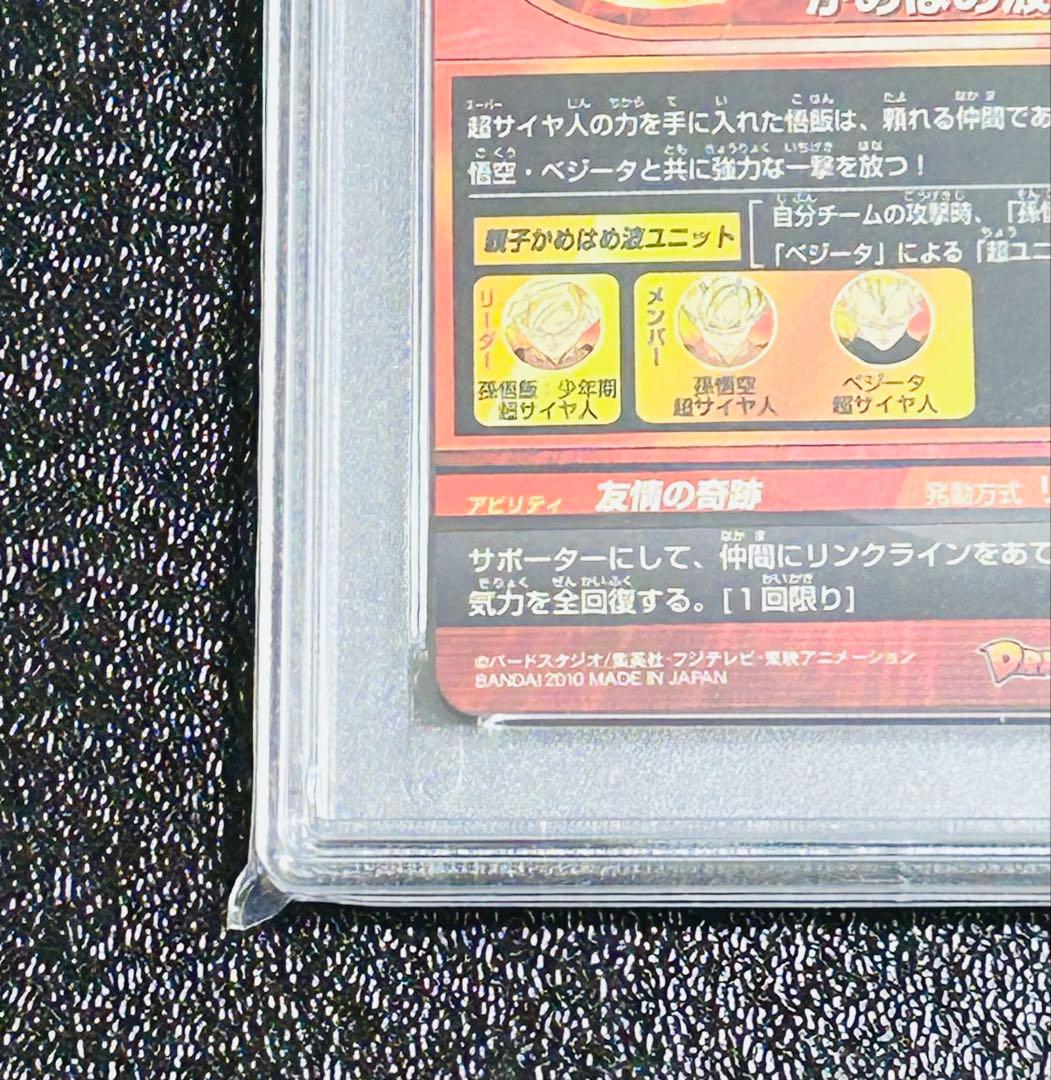 かめはめ波
超サイヤ人の力を手に入れた悟飯は、頼れる仲間であ
悟空・ベジータと共に強力な一撃を放つ！
親子かめはめ波ユニット
自分チームの攻撃時、「孫悟
「ベジータ」による「超ユニ
リーダー
孫悟飯：少年期
超サイヤ人
メンバー
孫悟空
超サイヤ人
ベジータ
超サイヤ人
アビリティ 友情の奇跡 発動方式
サポーターにして、仲間にリンクラインをあて
気力を全回復する。[1回限り]
©バードスタジオ/集英社・フジテレビ・東映アニメーション
BANDAI 2010 MADE IN JAPAN